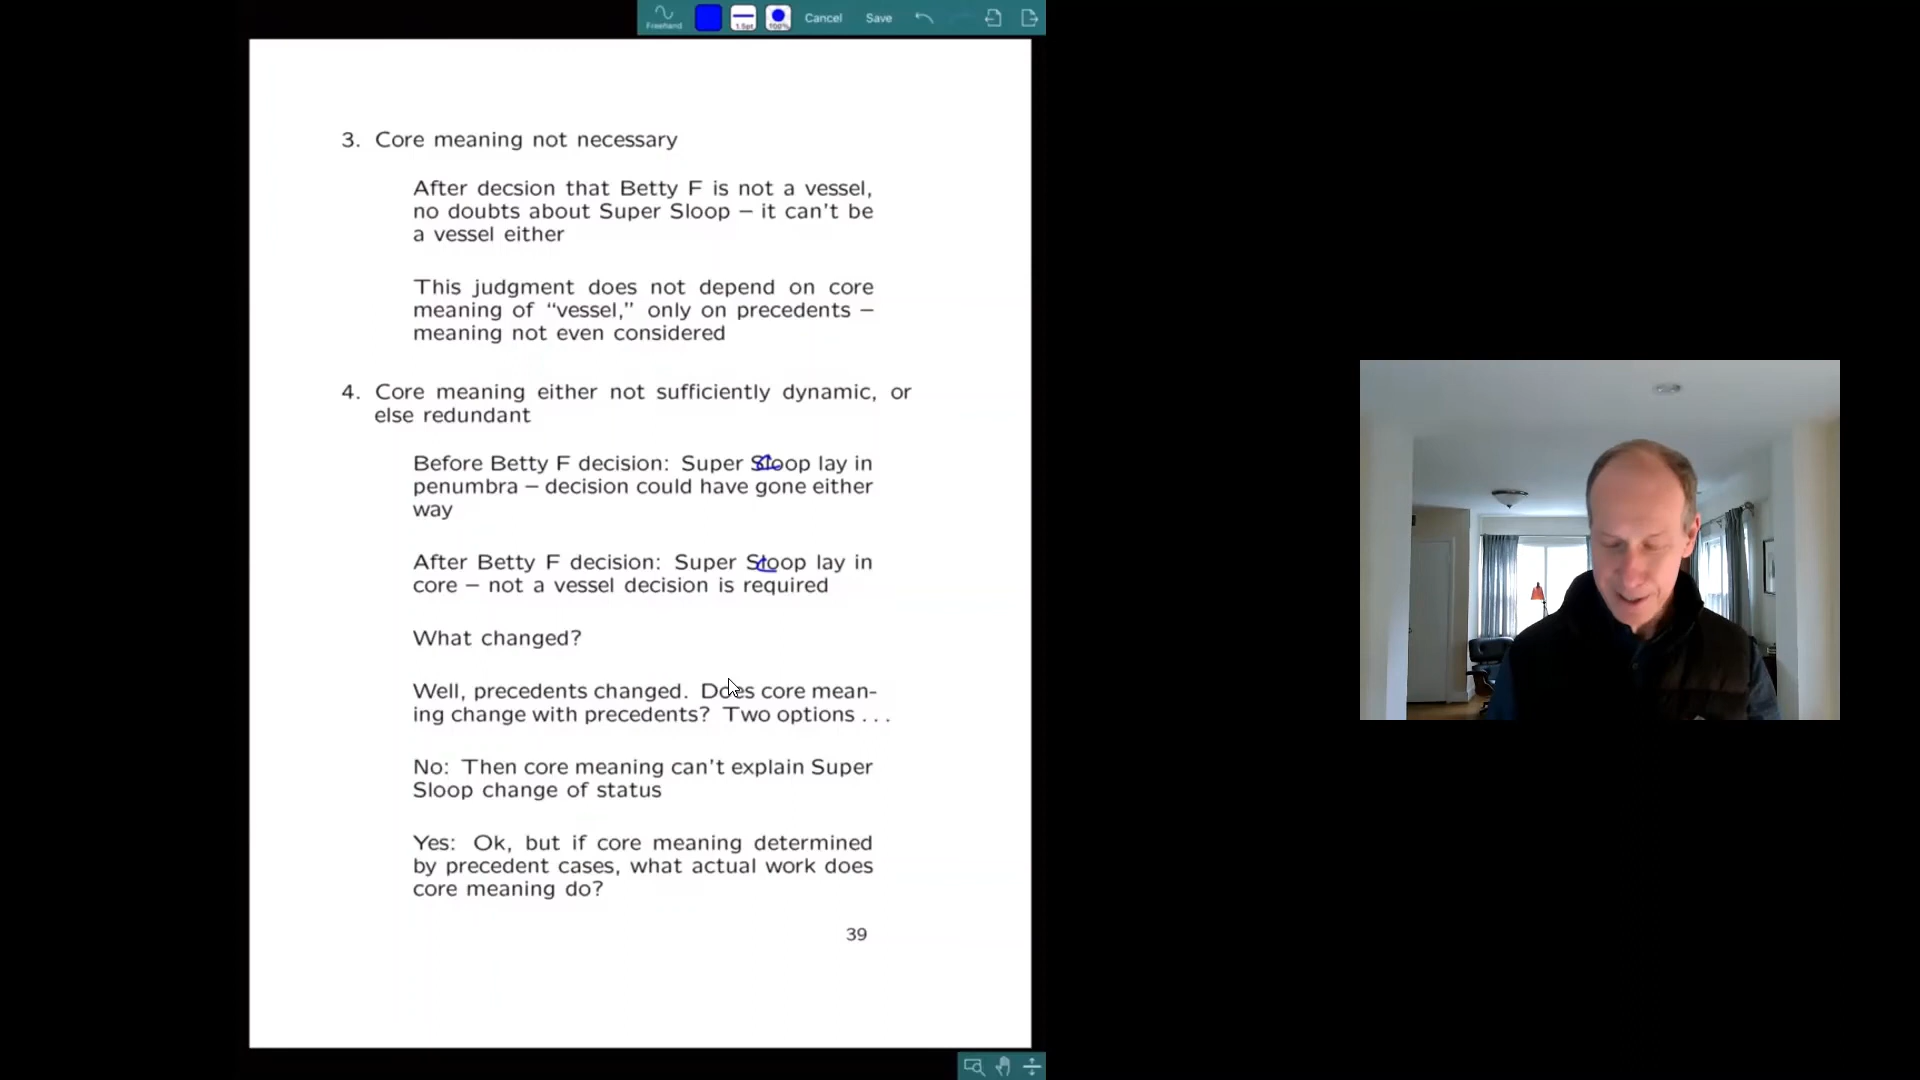 Freehand
1.5pt
100%
Cancel
Save
3. Core meaning not necessary
After decsion that Betty F is not a vessel,
no doubts about Super Sloop – it can't be
a vessel either
This judgment does not depend on core
meaning of “vessel,” only on precedents –
meaning not even considered
4. Core meaning either not sufficiently dynamic, or
else redundant
Before Betty F decision: Super Sloop lay in
penumbra – decision could have gone either
way
After Betty F decision: Super Sloop lay in
core – not a vessel decision is required
What changed?
Well, precedents changed. Does core mean-
ing change with precedents? Two options . . .
No: Then core meaning can't explain Super
Sloop change of status
Yes: Ok, but if core meaning determined
by precedent cases, what actual work does
core meaning do?
39